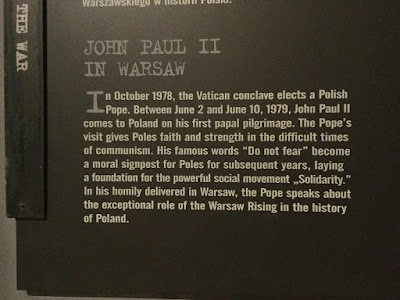 Warszawskiego w historii Polski.
THE WAR
JOHN PAUL II
IN WARSAW
In October 1978, the Vatican conclave elects a Polish
Pope. Between June 2 and June 10, 1979, John Paul II
comes to Poland on his first papal pilgrimage. The Pope's
visit gives Poles faith and strength in the difficult times
of communism. His famous words "Do not fear" become
a moral signpost for Poles for subsequent years, laying
a foundation for the powerful social movement „Solidarity."
In his homily delivered in Warsaw, the Pope speaks about
the exceptional role of the Warsaw Rising in the history
of Poland.